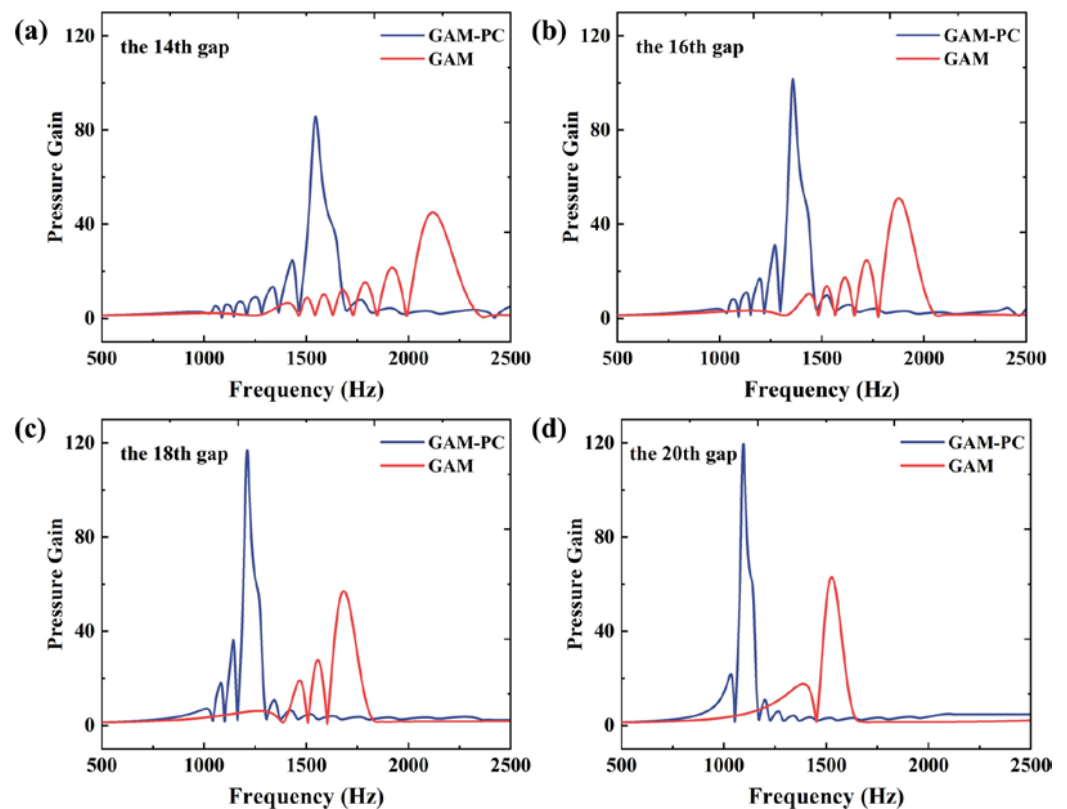 (a)
the 14th gap
GAM-PC
GAM
Pressure Gain
120
80
40
0
500 1000 1500 2000 2500
Frequency (Hz)
(b)
the 16th gap
GAM-PC
GAM
Pressure Gain
120
80
40
0
500 1000 1500 2000 2500
Frequency (Hz)
(c)
the 18th gap
GAM-PC
GAM
Pressure Gain
120
80
40
0
500 1000 1500 2000 2500
Frequency (Hz)
(d)
the 20th gap
GAM-PC
GAM
Pressure Gain
120
80
40
0
500 1000 1500 2000 2500
Frequency (Hz)